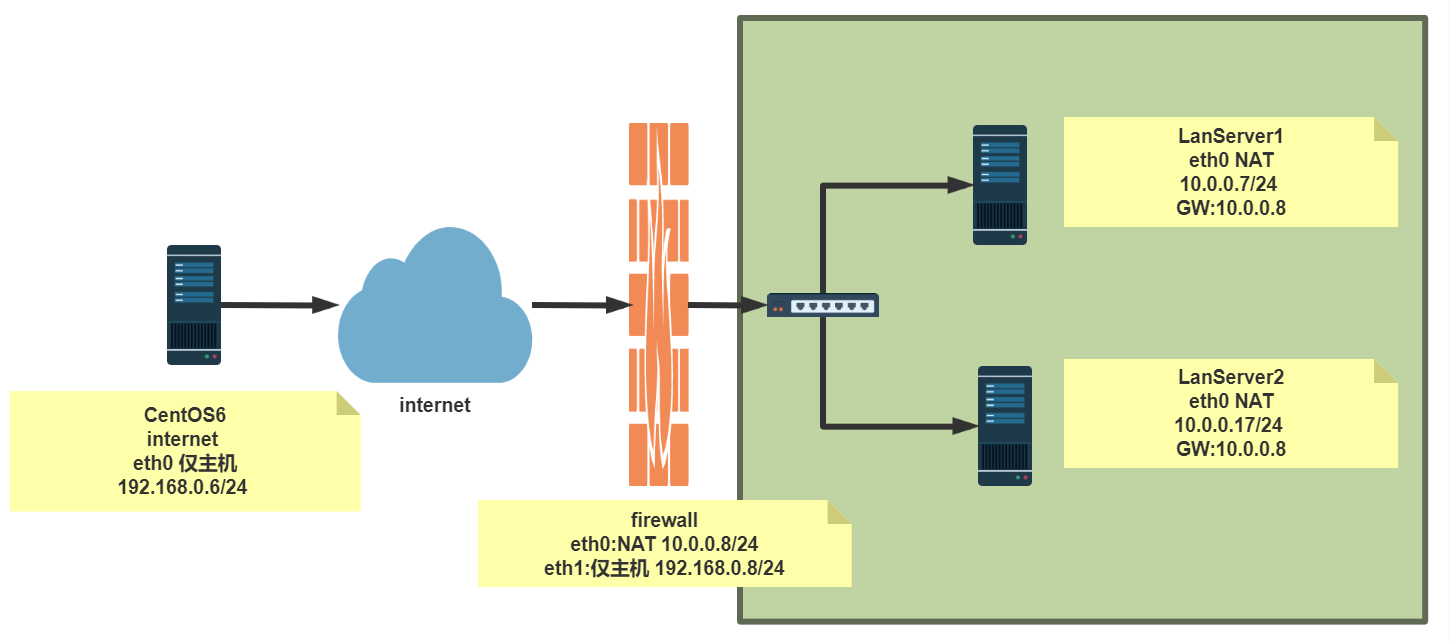 CentOS6
internet
eth0 仅主机
192.168.0.6/24
internet
firewall
eth0:NAT 10.0.0.8/24
eth1:仅主机 192.168.0.8/24
LanServer1
eth0 NAT
10.0.0.7/24
GW:10.0.0.8
LanServer2
eth0 NAT
10.0.0.17/24
GW:10.0.0.8